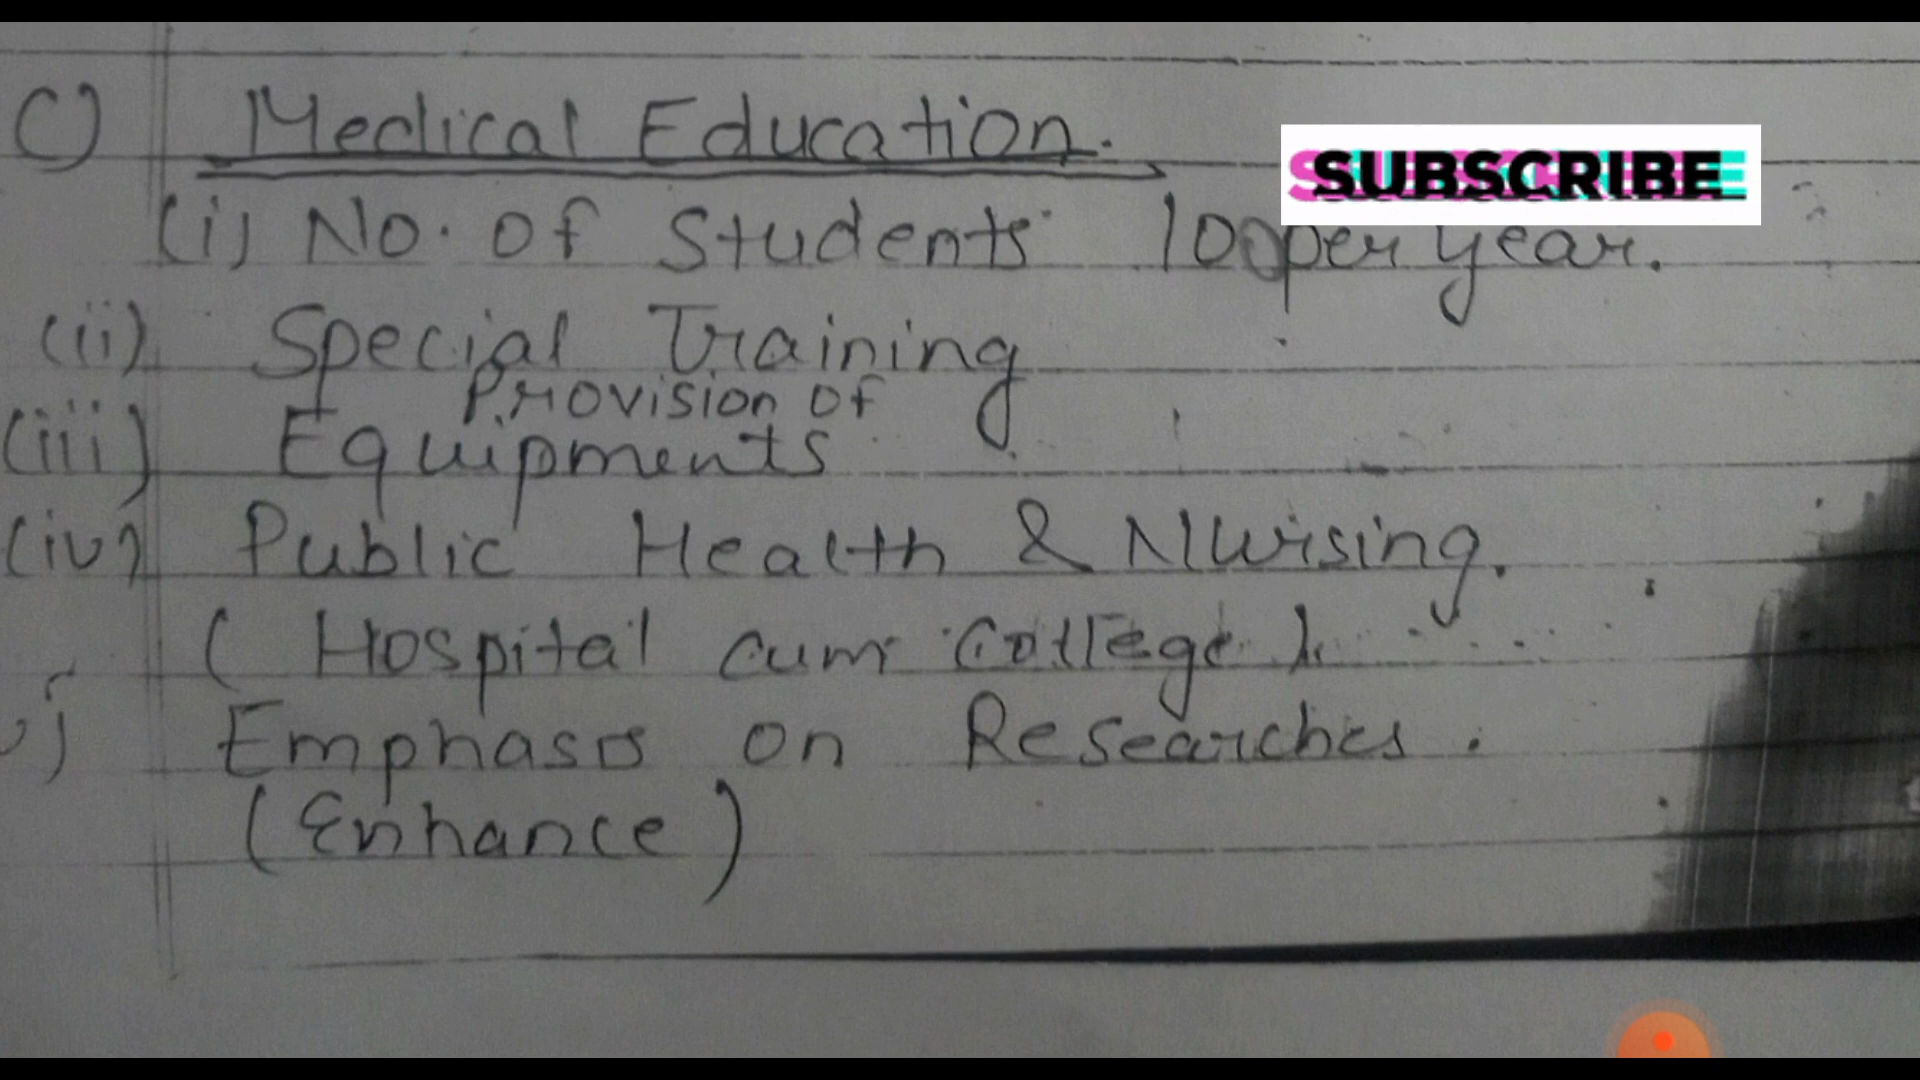 C) Medical Education.
SUBSCRIBE
(i) No. of Students 100 per year.
(ii) Special Training
Provision of
(iii) Equipments
(iv) Public Health & Nursing.
(Hospital cum College).
Emphasis on Researches.
(Enhance)